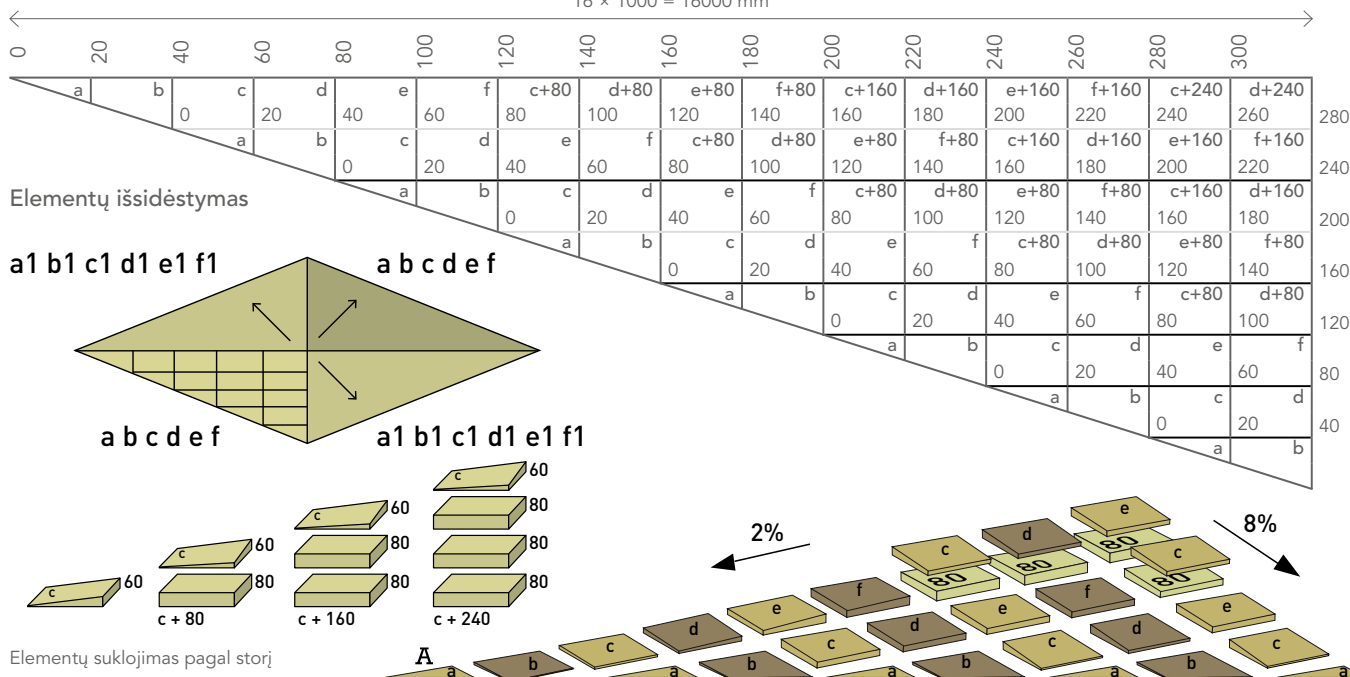 16 × 1000 = 16000 mm
0 20 40 60 80 100 120 140 160 180 200 220 240 260 280 300
a b c d e f c+80 d+80 e+80 f+80 c+160 d+160 e+160 f+160 c+240 d+240
0 20 40 60 80 100 120 140 160 180 200 220 240 260 280
a b c d e f c+80 d+80 e+80 f+80 c+160 d+160 e+160 f+160
0 20 40 60 80 100 120 140 160 180 200 220 240
a b c d e f c+80 d+80 e+80 f+80 c+160 d+160
0 20 40 60 80 100 120 140 160 180 200
a b c d e f c+80 d+80 e+80 f+80
0 20 40 60 80 100 120 140 160
a b c d e f c+80 d+80
0 20 40 60 80 100 120
a b c d e f
0 20 40 60 80
a b c d
0 20 40
a b
Elementų išsidėstymas
a1 b1 c1 d1 e1 f1
a b c d e f
a b c d e f
a1 b1 c1 d1 e1 f1
c 60
c 60 80
c + 80
c 60 80 80
c + 160
c 60 80 80 80
c + 240
Elementų suklojimas pagal storį
2%
8%
e
c d 80 c
80 80 80
f f e
e e
d d d
c c c c
A
b b b b
a a a a a